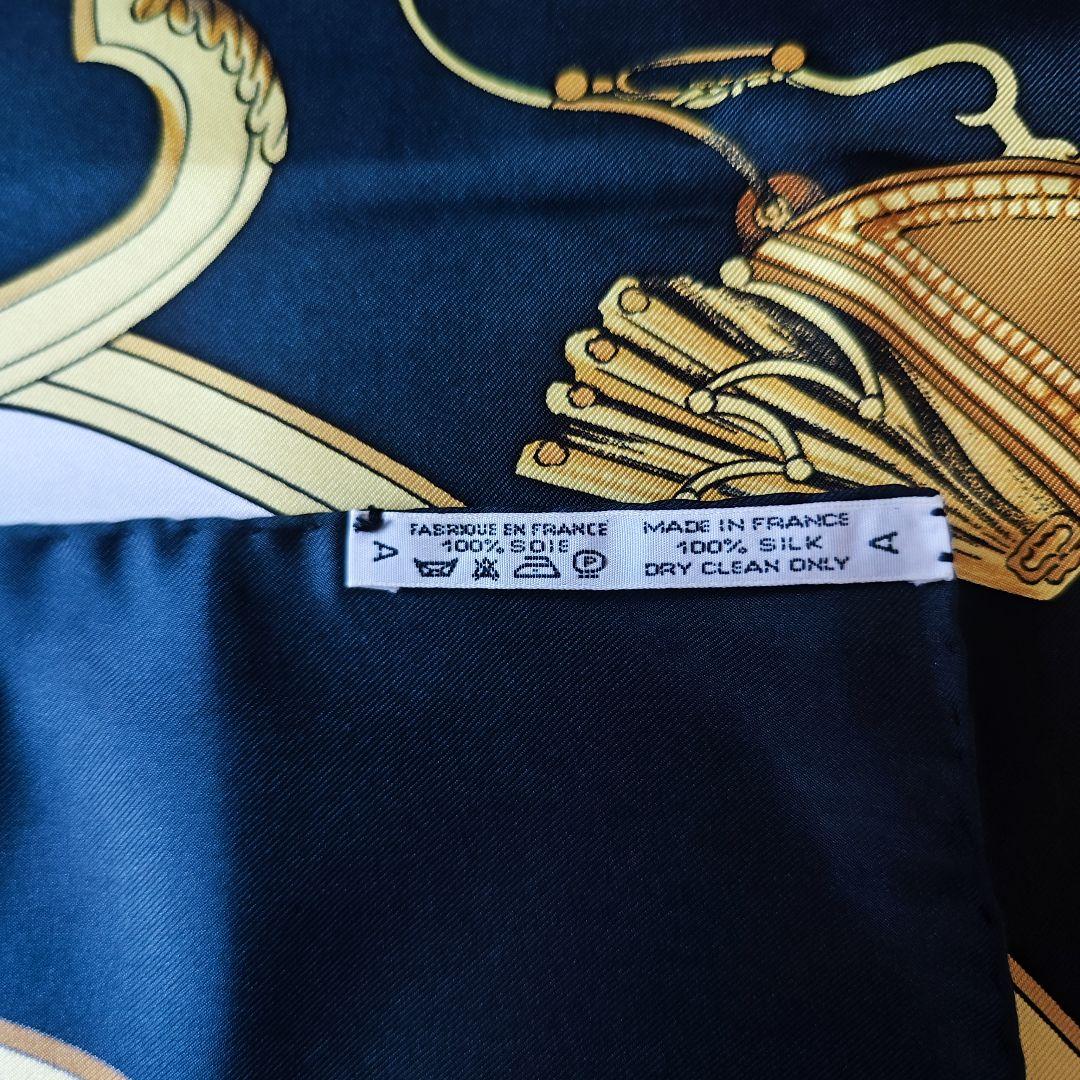 FABRIQUE EN FRANCE
100% SOIE
P
A
MADE IN FRANCE
100% SILK
DRY CLEAN ONLY
A